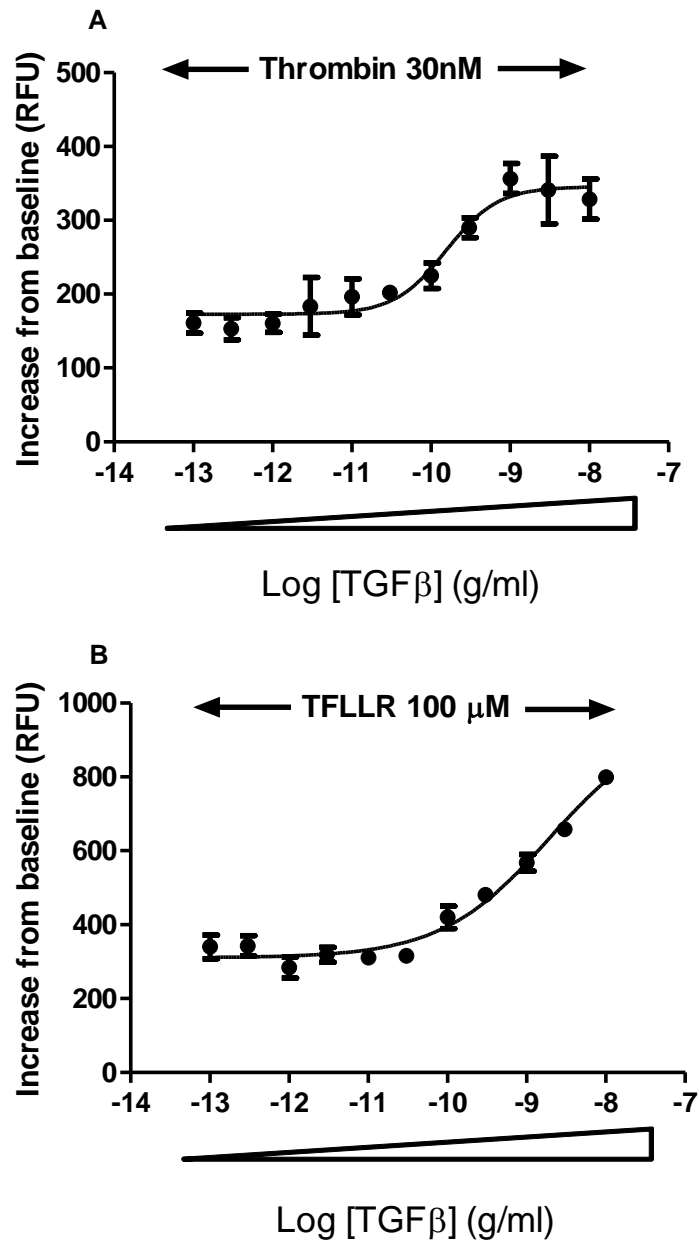 A
Thrombin 30nM
Increase from baseline (RFU)
500
400
300
200
100
0
-14 -13 -12 -11 -10 -9 -8 -7
Log [TGFβ] (g/ml)
B
TFLLR 100 μM
Increase from baseline (RFU)
1000
800
600
400
200
0
-14 -13 -12 -11 -10 -9 -8 -7
Log [TGFβ] (g/ml)